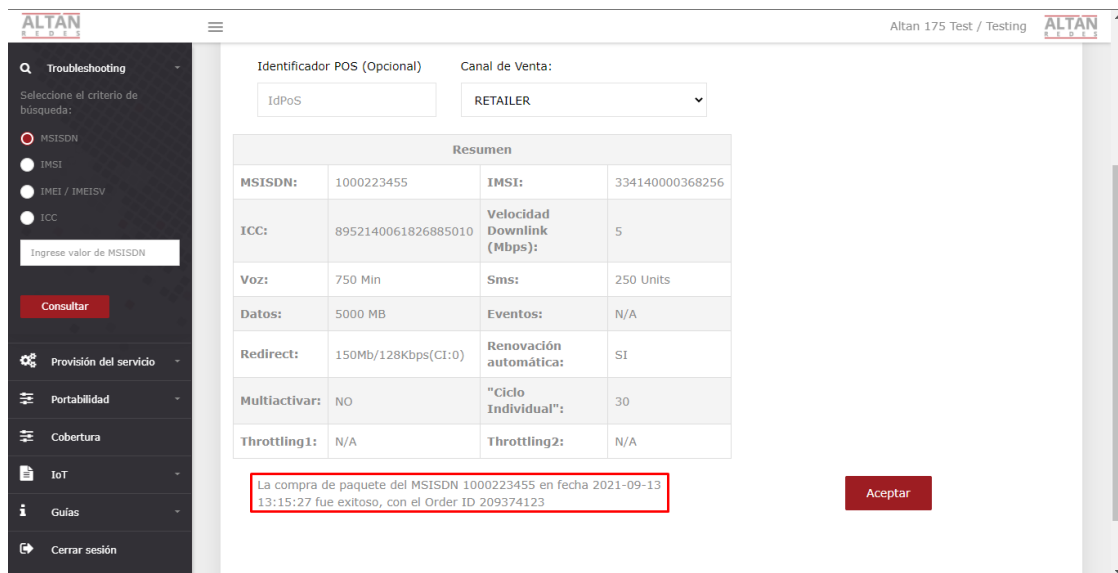 ALTÁN
REDES
Altan 175 Test / Testing
ALTÁN
REDES
Troubleshooting
Seleccione el criterio de
búsqueda:
MSISDN
IMSI
IMEI / IMEISV
ICC
Ingrese valor de MSISDN
Consultar
Provisión del servicio
Portabilidad
Cobertura
IoT
Guías
Cerrar sesión
Identificador POS (Opcional) Canal de Venta:
IdPoS RETAILER
Resumen
MSISDN: 1000223455 IMSI: 334140000368256
ICC: 8952140061826885010 Velocidad
Downlink
(Mbps): 5
Voz: 750 Min Sms: 250 Units
Datos: 5000 MB Eventos: N/A
Redirect: 150Mb/128Kbps(CI:0) Renovación
automática: SI
Multiactivar: NO "Ciclo
Individual": 30
Throttling1: N/A Throttling2: N/A
La compra de paquete del MSISDN 1000223455 en fecha 2021-09-13
13:15:27 fue exitoso, con el Order ID 209374123
Aceptar